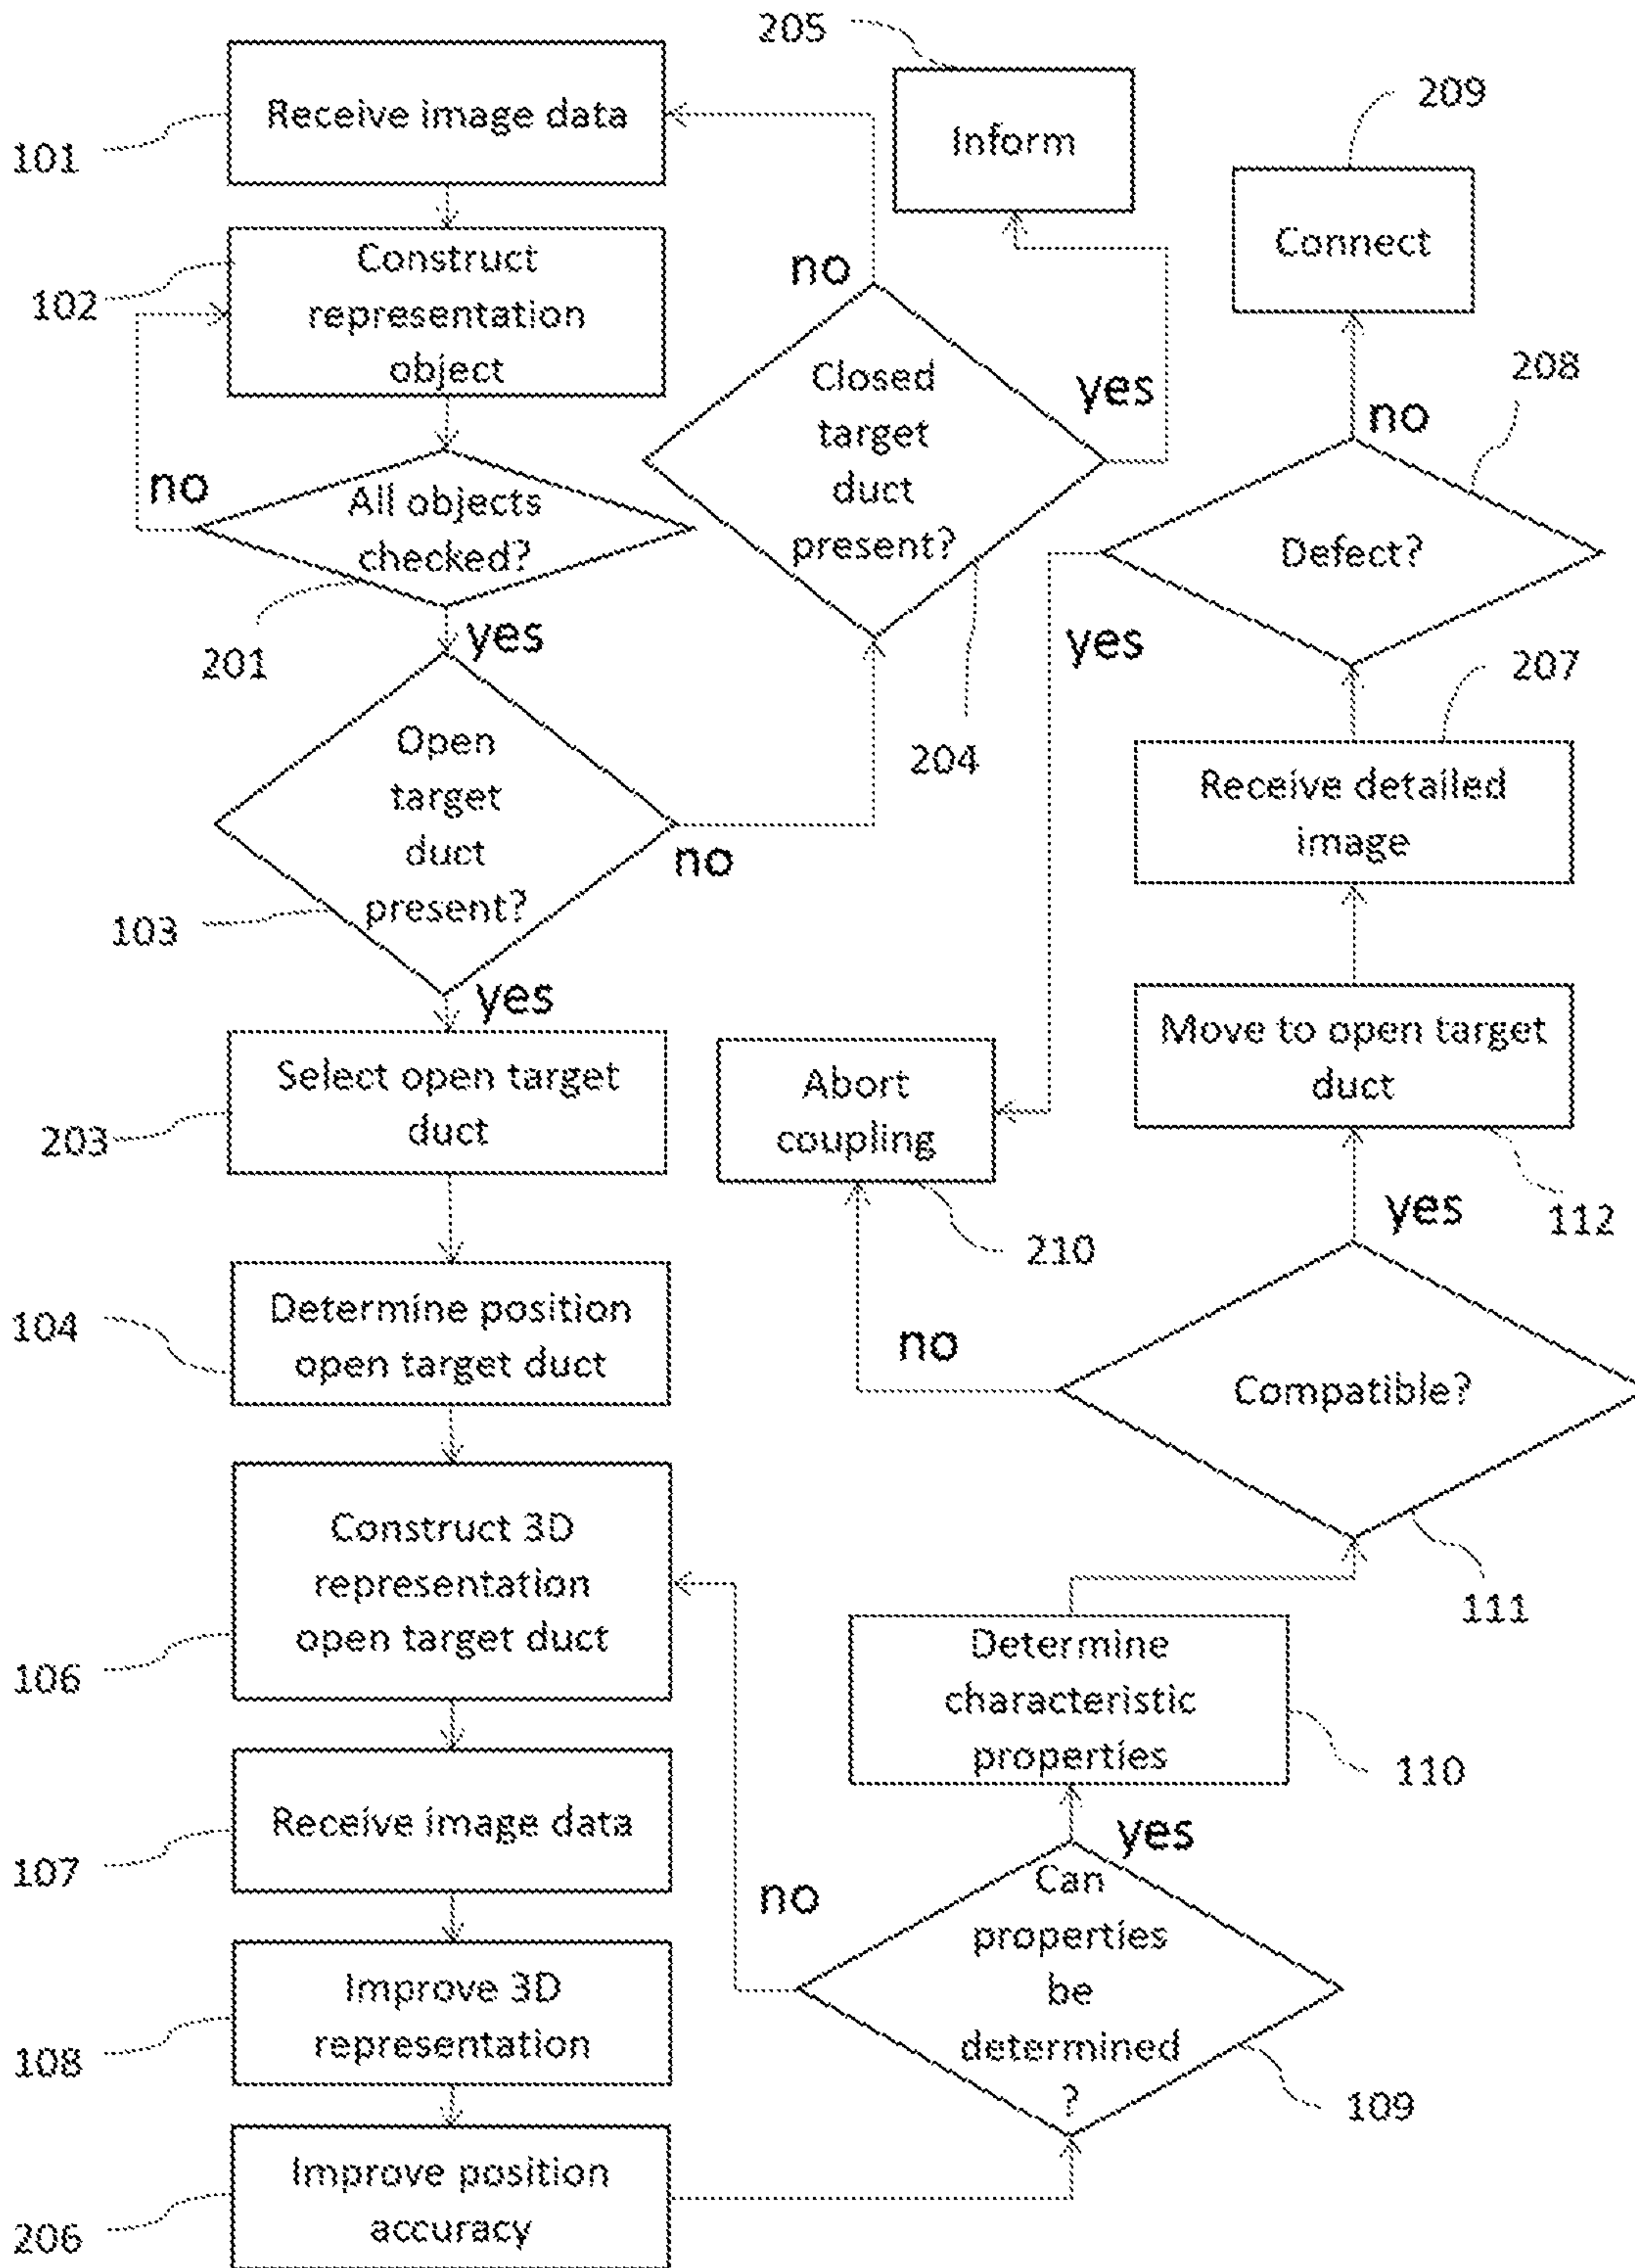 205
Receive image data
101
Inform
209
Connect
Construct
representation
object
102
no
no
Closed
target
duct
present?
yes
208
no
All objects
checked?
201
yes
Defect?
yes
207
204
Open
target
duct
present?
no
103
yes
Receive detailed
image
Select open target
duct
203
Abort
coupling
210
Move to open target
duct
112
yes
Determine position
open target duct
104
no
Compatible?
111
Construct 3D
representation
open target duct
106
Determine
characteristic
properties
110
Receive image data
107
yes
no
Can
properties
be
determined
?
109
Improve 3D
representation
108
Improve position
accuracy
206